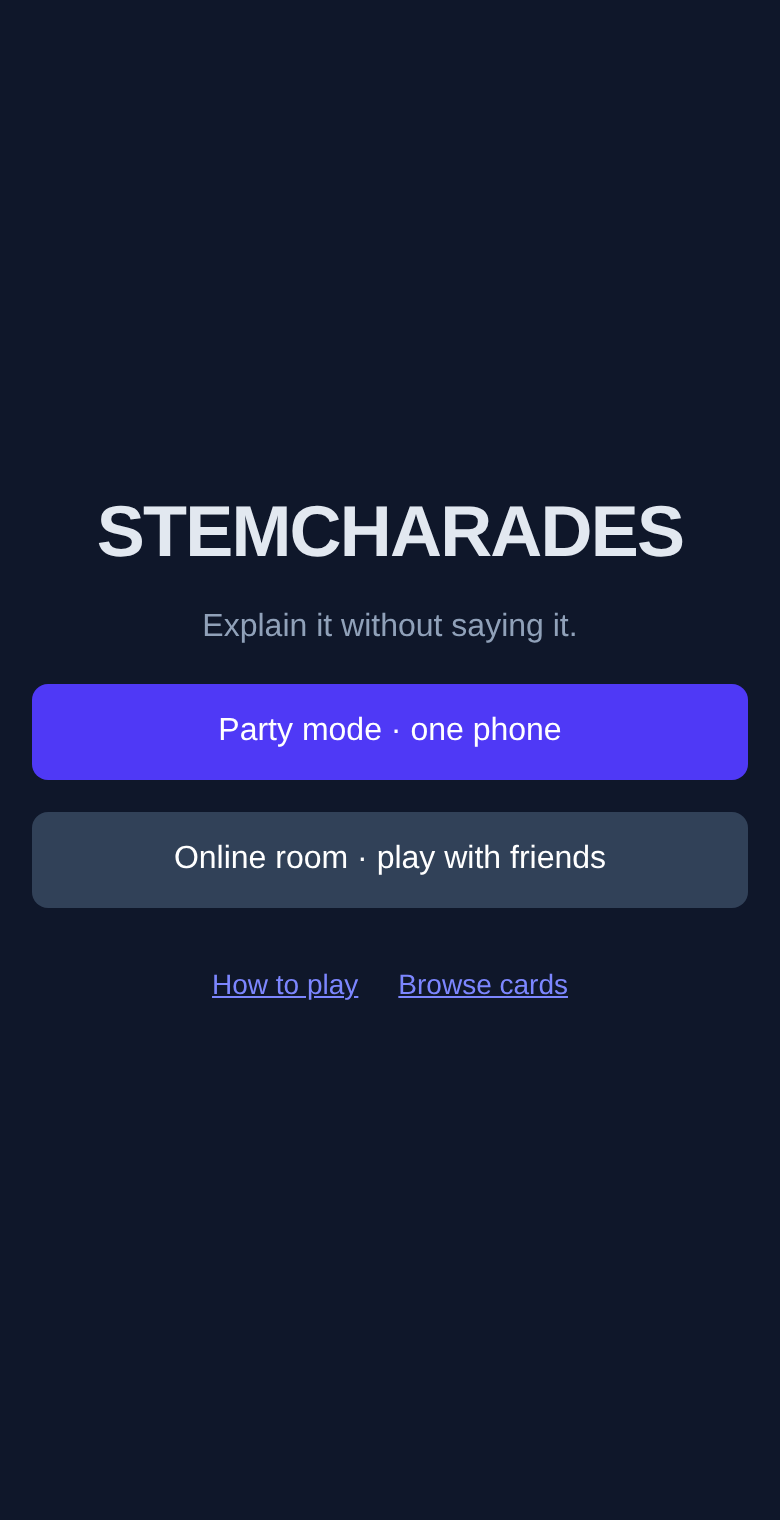 STEMCHARADES
Explain it without saying it.
Party mode · one phone
Online room · play with friends
How to play Browse cards